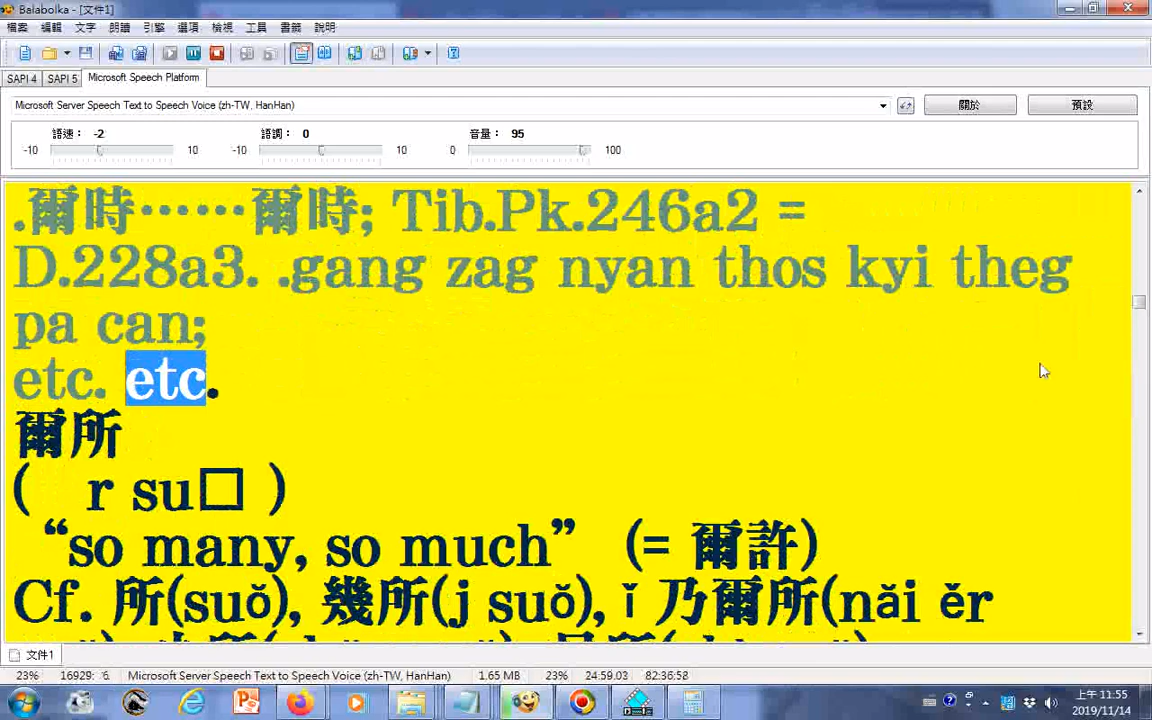 Balabolka - [文件1]
檔案 編輯 文字 朗讀 引擎 選項 檢視 工具 書籤 說明
SAPI 4 SAPI 5 Microsoft Speech Platform
Microsoft Server Speech Text to Speech Voice (zh-TW, HanHan) 關於 預設
語速： -2 語調： 0 音量： 95
-10 10 -10 10 0 100
.爾時……爾時; Tib.Pk.246a2 =
D.228a3. .gang zag nyan thos kyi theg
pa can;
etc. etc.
爾所
( r su□ )
“so many, so much” (= 爾許)
Cf. 所(suǒ), 幾所(j suǒ), ǐ 乃爾所(nǎi ěr
文件1
23% 16929: 6 Microsoft Server Speech Text to Speech Voice (zh-TW, HanHan) 1.65 MB 23% 24:59.03 82:36:58
上午 11:55
2019/11/14